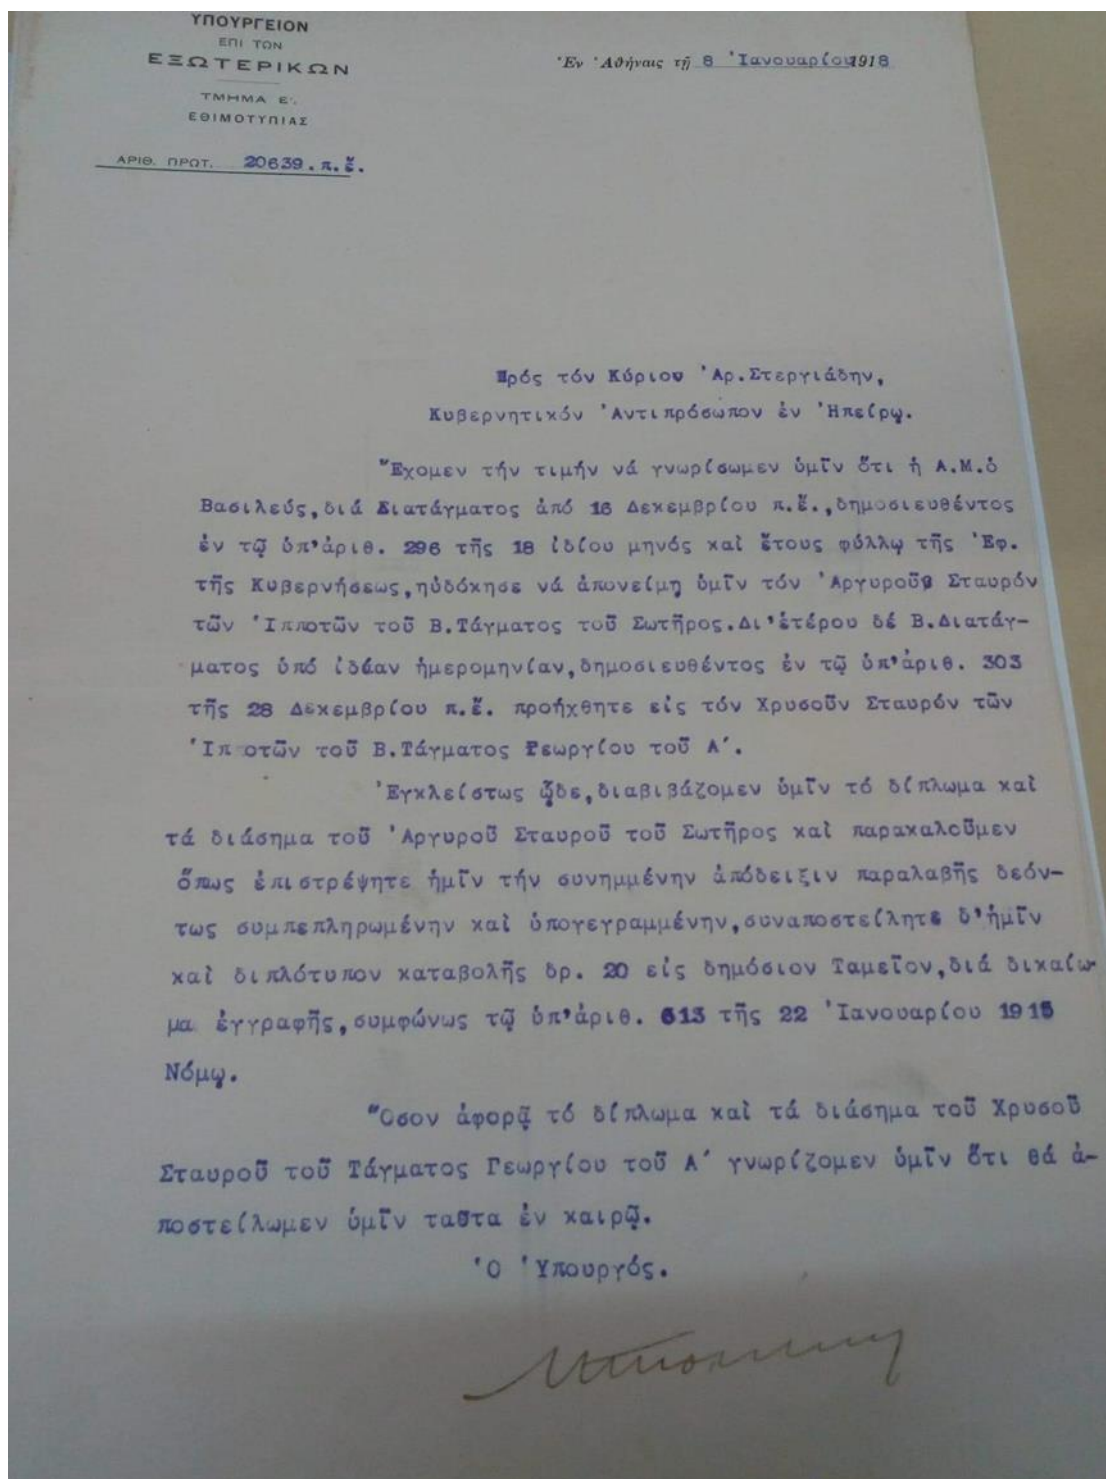 ΥΠΟΥΡΓΕΙΟΝ
ΕΠΙ ΤΩΝ
ΕΞΩΤΕΡΙΚΩΝ
ΤΜΗΜΑ Ε'.
ΕΘΙΜΟΤΥΠΙΑΣ
ΑΡΙΘ. ΠΡΩΤ. 20639. π.ἔ.
Ἐν Ἀθήναις τῇ 8 Ἰανουαρίου 1918
Πρός τόν Κύριον Ἀρ.Στεργιάδην,
Κυβερνητικόν Ἀντιπρόσωπον ἐν Ἠπείρῳ.
Ἔχομεν τήν τιμήν νά γνωρίσωμεν ὑμῖν ὅτι ἡ Α.Μ.ὁ
Βασιλεύς,διά Διατάγματος ἀπό 16 Δεκεμβρίου π.ἔ.,δημοσιευθέντος
ἐν τῷ ὑπ'ἀριθ. 296 τῆς 18 ἰδίου μηνός καί ἔτους φύλλῳ τῆς Ἐφ.
τῆς Κυβερνήσεως,ηὐδόκησε νά ἀπονείμῃ ὑμῖν τόν Ἀργυροῦν Σταυρόν
τῶν Ἱπποτῶν τοῦ Β.Τάγματος τοῦ Σωτῆρος.Δι'ἑτέρου δέ Β.Διατάγ-
ματος ὑπό ἰδίαν ἡμερομηνίαν,δημοσιευθέντος ἐν τῷ ὑπ'ἀριθ. 303
τῆς 28 Δεκεμβρίου π.ἔ. προήχθητε εἰς τόν Χρυσοῦν Σταυρόν τῶν
Ἱπποτῶν τοῦ Β.Τάγματος Γεωργίου τοῦ Α΄.
Ἐγκλείστως ᾧδε,διαβιβάζομεν ὑμῖν τό δίπλωμα καί
τά διάσημα τοῦ Ἀργυροῦ Σταυροῦ τοῦ Σωτῆρος καί παρακαλοῦμεν
ὅπως ἐπιστρέψητε ἡμῖν τήν συνημμένην ἀπόδειξιν παραλαβῆς δεόν-
τως συμπεπληρωμένην καί ὑπογεγραμμένην,συναποστείλητε δ'ἡμῖν
καί διπλότυπον καταβολῆς δρ. 20 εἰς δημόσιον Ταμεῖον,διά δικαίω-
μα ἐγγραφῆς,συμφώνως τῷ ὑπ'ἀριθ. 513 τῆς 22 Ἰανουαρίου 1915
Νόμῳ.
Ὅσον ἀφορᾷ τό δίπλωμα καί τά διάσημα τοῦ Χρυσοῦ
Σταυροῦ τοῦ Τάγματος Γεωργίου τοῦ Α΄ γνωρίζομεν ὑμῖν ὅτι θά ἀ-
ποστείλωμεν ὑμῖν ταῦτα ἐν καιρῷ.
Ὁ Ὑπουργός.